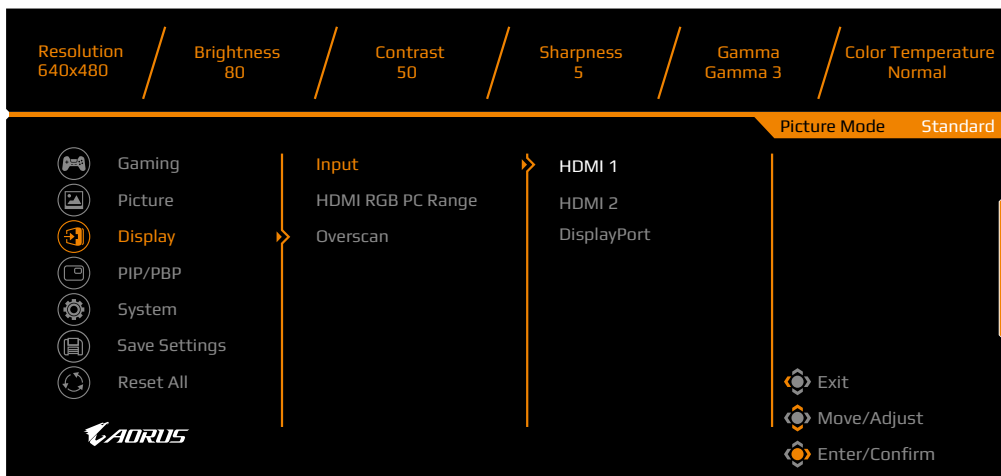 Resolution
640x480
Brightness
80
Contrast
50
Sharpness
5
Gamma
Gamma 3
Color Temperature
Normal
Picture Mode Standard
Gaming
Picture
Display
PIP/PBP
System
Save Settings
Reset All
Input
HDMI RGB PC Range
Overscan
HDMI 1
HDMI 2
DisplayPort
Exit
Move/Adjust
Enter/Confirm
AORUS